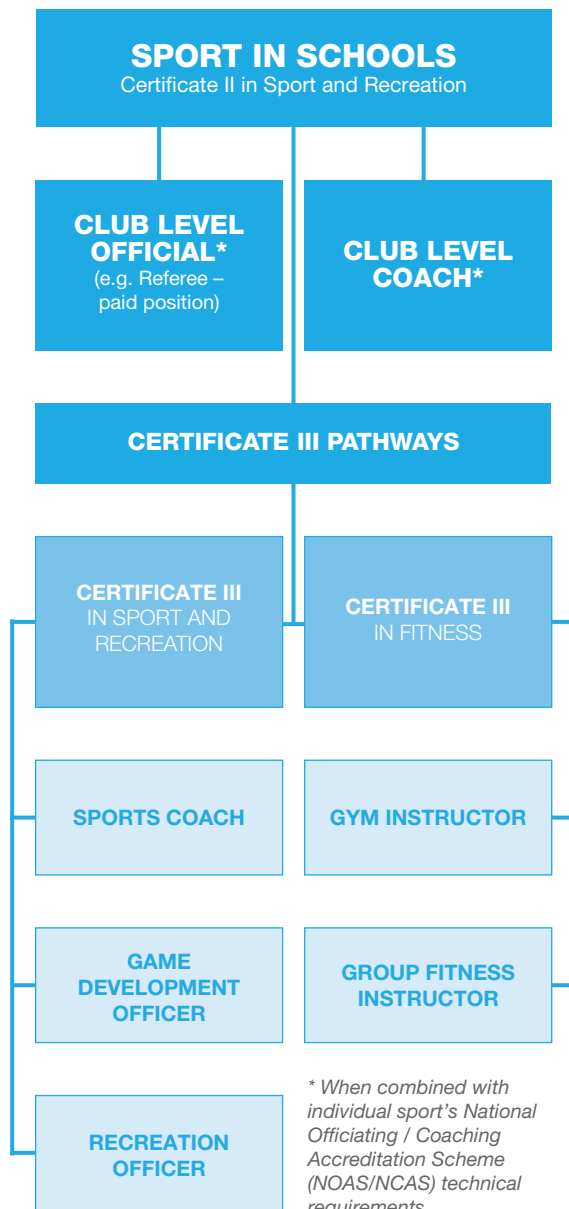 SPORT IN SCHOOLS
Certificate II in Sport and Recreation
CLUB LEVEL
OFFICIAL*
(e.g. Referee –
paid position)
CLUB LEVEL
COACH*
CERTIFICATE III PATHWAYS
CERTIFICATE III
IN SPORT AND
RECREATION
CERTIFICATE III
IN FITNESS
SPORTS COACH
GYM INSTRUCTOR
GAME
DEVELOPMENT
OFFICER
GROUP FITNESS
INSTRUCTOR
RECREATION
OFFICER
* When combined with
individual sport's National
Officiating / Coaching
Accreditation Scheme
(NOAS/NCAS) technical
requirements